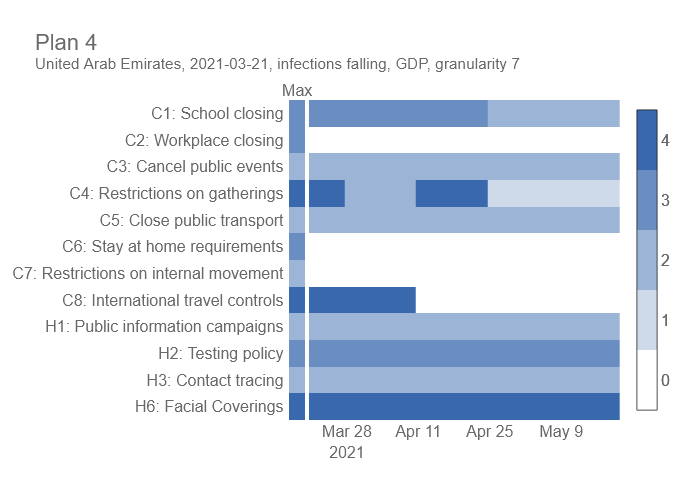 Plan 4
United Arab Emirates, 2021-03-21, infections falling, GDP, granularity 7
Max
C1: School closing
C2: Workplace closing
C3: Cancel public events
C4: Restrictions on gatherings
C5: Close public transport
C6: Stay at home requirements
C7: Restrictions on internal movement
C8: International travel controls
H1: Public information campaigns
H2: Testing policy
H3: Contact tracing
H6: Facial Coverings
Mar 28 Apr 11 Apr 25 May 9
2021
4
3
2
1
0